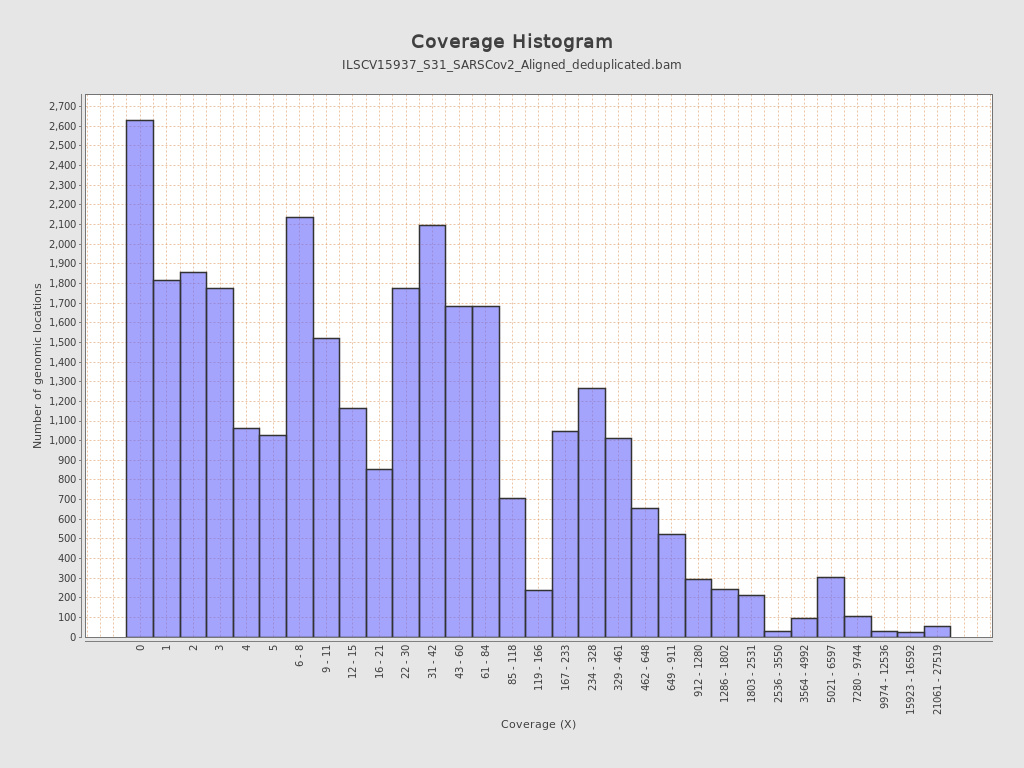 Coverage Histogram
ILSCV15937_S31_SARSCov2_Aligned_deduplicated.bam
2,700
2,600
2,500
2,400
2,300
2,200
2,100
2,000
1,900
1,800
1,700
1,600
1,500
1,400
1,300
1,200
1,100
1,000
900
800
700
600
500
400
300
200
100
0
Number of genomic locations
0
1
2
3
4
5
6 - 8
9 - 11
12 - 15
16 - 21
22 - 30
31 - 42
43 - 60
61 - 84
85 - 118
119 - 166
167 - 233
234 - 328
329 - 461
462 - 648
649 - 911
912 - 1280
1286 - 1802
1803 - 2531
2536 - 3550
3564 - 4992
5021 - 6597
7280 - 9744
9974 - 12536
15923 - 16592
21061 - 27519
Coverage (X)